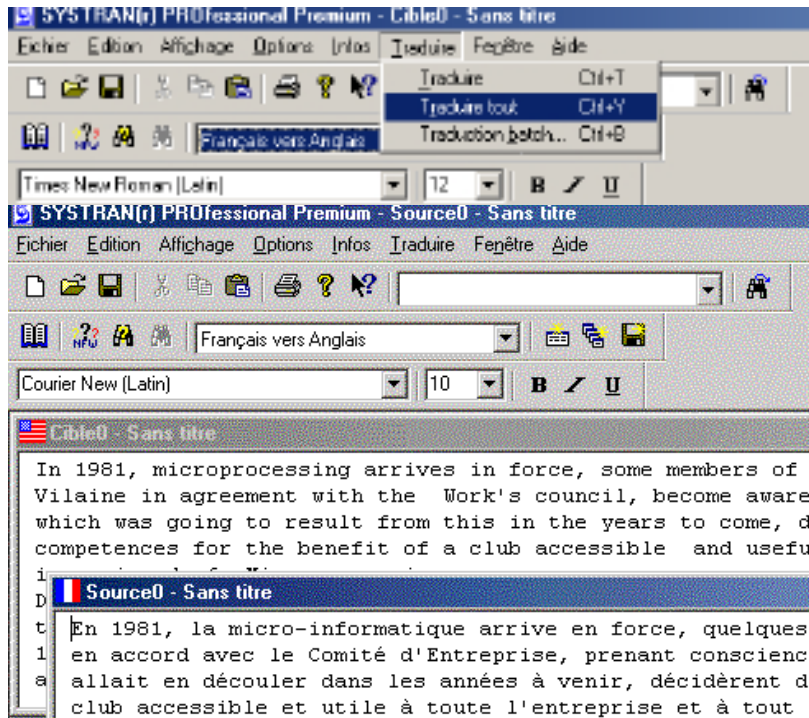 SYSTRAN(r) PROfessional Premium - Cible0 - Sans titre
Fichier Edition Affichage Options Infos Traduire Fenêtre Aide
Traduire Ctrl+T
Traduire tout Ctrl+Y
Français vers Anglais
Traduction batch... Ctrl+B
Times New Roman (Latin) 12 B I U
SYSTRAN(r) PROfessional Premium - Source0 - Sans titre
Fichier Edition Affichage Options Infos Traduire Fenêtre Aide
NFW
Français vers Anglais
Courier New (Latin) 10 B I U
Cible0 - Sans titre
In 1981, microprocessing arrives in force, some members of
Vilaine in agreement with the Work's council, become aware
which was going to result from this in the years to come, d
competences for the benefit of a club accessible and usefu
Source0 - Sans titre
En 1981, la micro-informatique arrive en force, quelques
en accord avec le Comité d'Entreprise, prenant conscienc
allait en découler dans les années à venir, décidèrent d
club accessible et utile à toute l'entreprise et à tout